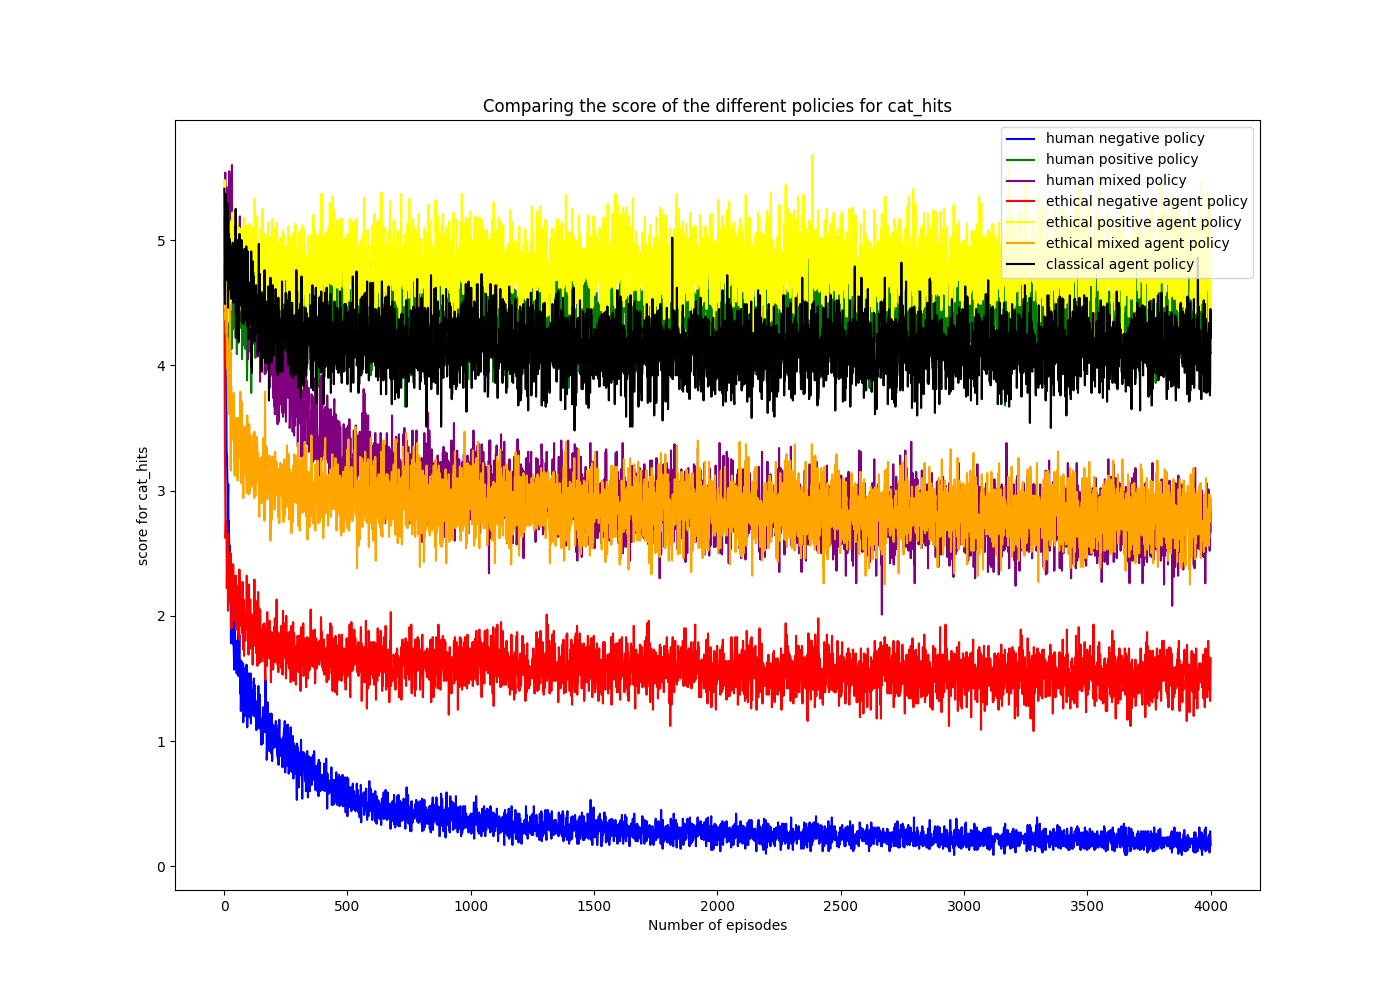 Comparing the score of the different policies for cat_hits
human negative policy
human positive policy
human mixed policy
ethical negative agent policy
ethical positive agent policy
ethical mixed agent policy
classical agent policy
score for cat_hits
5
4
3
2
1
0
0
500
1000
1500
2000
2500
3000
3500
4000
Number of episodes